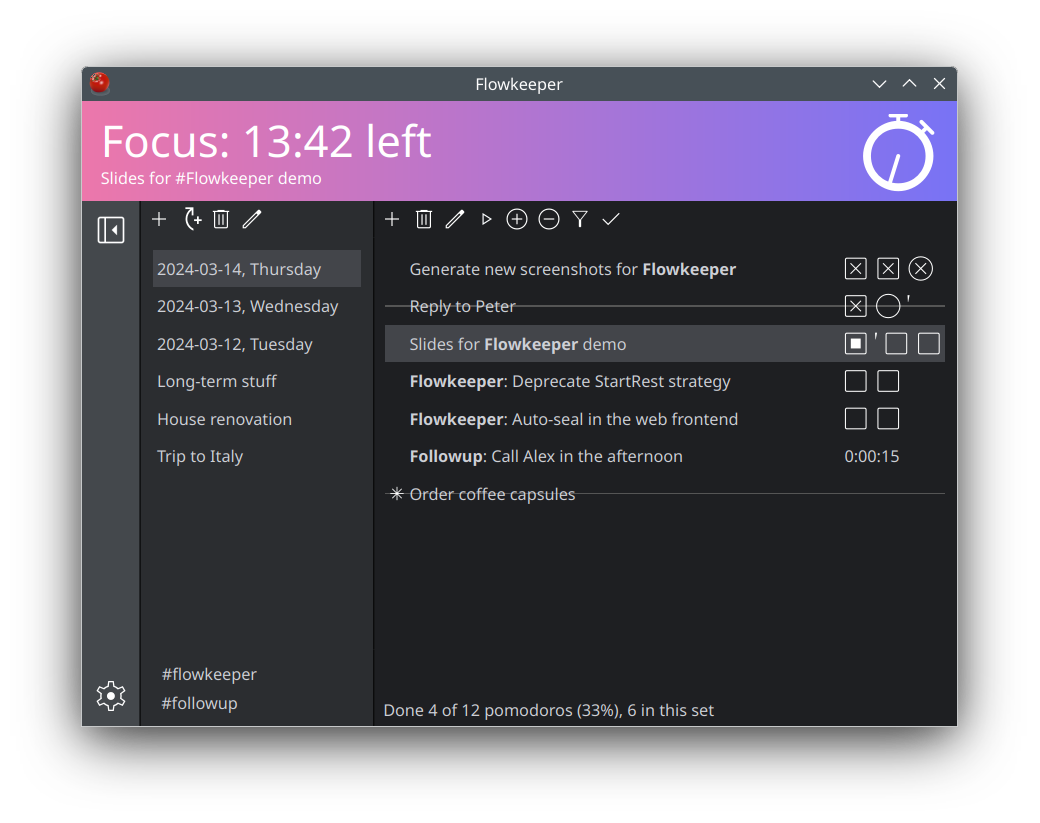 Flowkeeper
Focus: 13:42 left
Slides for #Flowkeeper demo
2024-03-14, Thursday
2024-03-13, Wednesday
2024-03-12, Tuesday
Long-term stuff
House renovation
Trip to Italy
#flowkeeper
#followup
Generate new screenshots for Flowkeeper
Reply to Peter
Slides for Flowkeeper demo
Flowkeeper: Deprecate StartRest strategy
Flowkeeper: Auto-seal in the web frontend
Followup: Call Alex in the afternoon 0:00:15
Order coffee capsules
Done 4 of 12 pomodoros (33%), 6 in this set